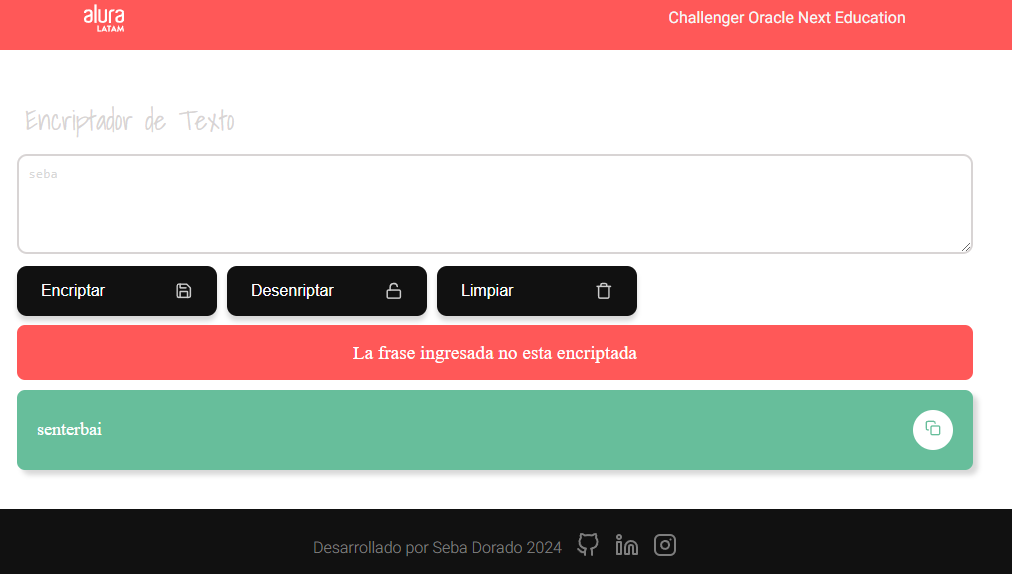 alura
LATAM
Challenger Oracle Next Education
Encriptador de Texto
seba
Encriptar
Desenriptar
Limpiar
La frase ingresada no esta encriptada
senterbai
Desarrollado por Seba Dorado 2024
in